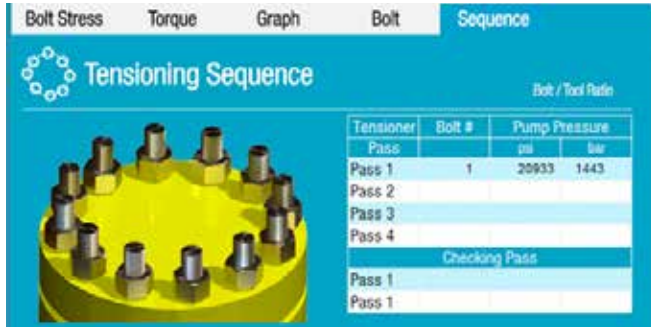 Bolt Stress Torque Graph Bolt Sequence
Tensioning Sequence
Bolt / Tool Ratio
Tensioner Bolt # Pump Pressure
Pass psi bar
Pass 1 1 20933 1443
Pass 2
Pass 3
Pass 4
Checking Pass
Pass 1
Pass 1